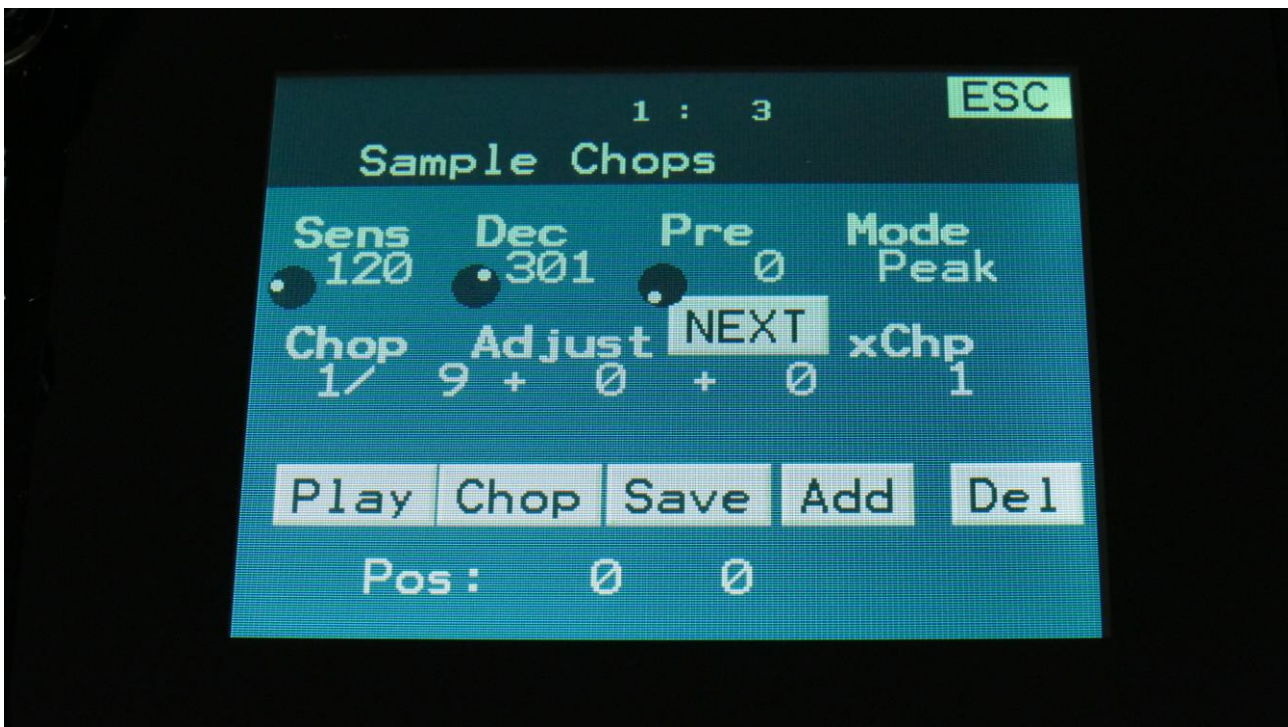 1 : 3 ESC
Sample Chops
Sens Dec Pre Mode
120 301 0 Peak
Chop Adjust NEXT xChp
1/ 9 + 0 + 0 1
Play Chop Save Add Del
Pos: 0 0